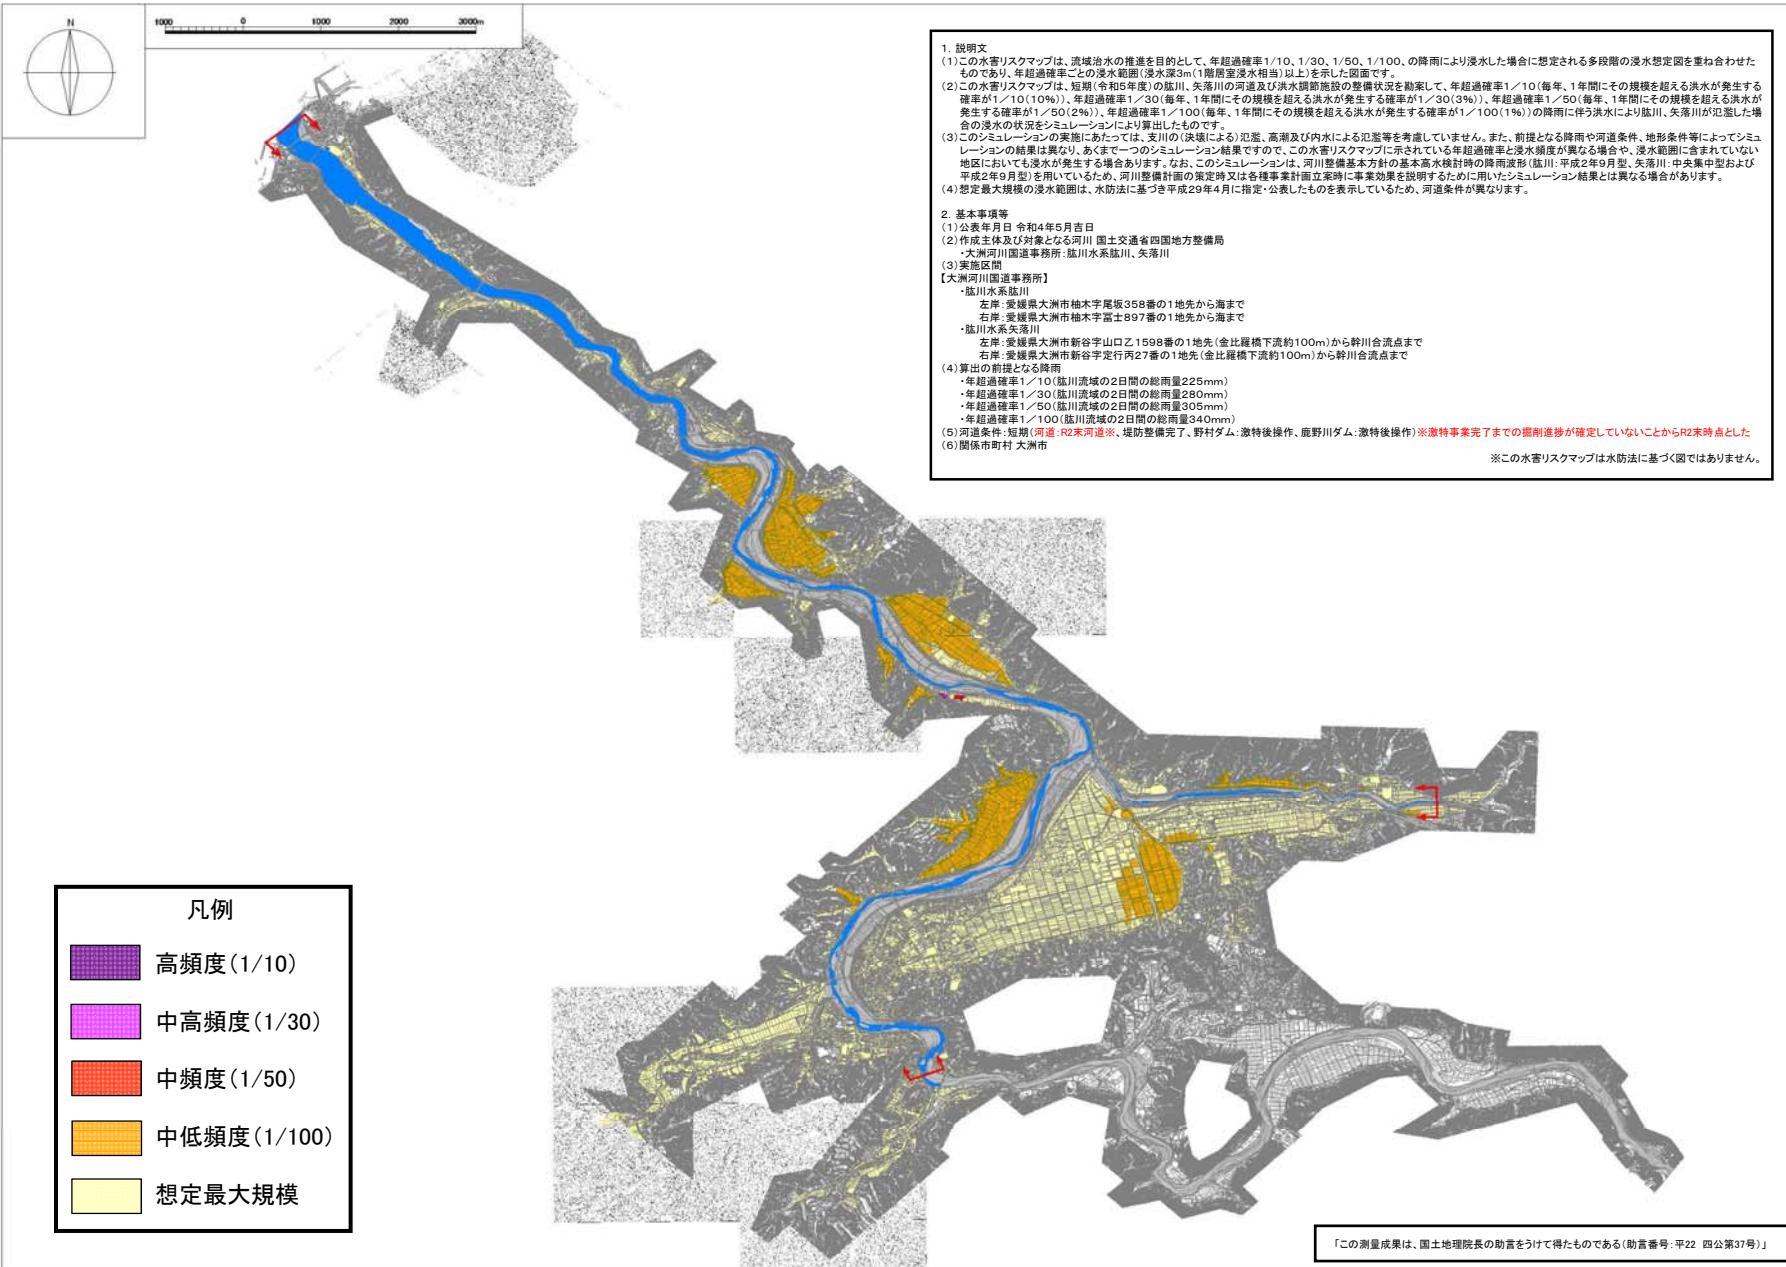 N
1000 0 1000 2000 3000m
1. 説明文
(1)この水害リスクマップは、流域治水の推進を目的として、年超過確率1/10、1/30、1/50、1/100、の降雨により浸水した場合に想定される多段階の浸水想定図を重ね合わせた
ものであり、年超過確率ごとの浸水範囲(浸水深3m(1階居室浸水相当)以上)を示した図面です。
(2)この水害リスクマップは、短期(令和5年度)の肱川、矢落川の河道及び洪水調節施設の整備状況を勘案して、年超過確率1/10(毎年、1年間にその規模を超える洪水が発生する
確率が1/10(10%))、年超過確率1/30(毎年、1年間にその規模を超える洪水が発生する確率が1/30(3%))、年超過確率1/50(毎年、1年間にその規模を超える洪水が
発生する確率が1/50(2%))、年超過確率1/100(毎年、1年間にその規模を超える洪水が発生する確率が1/100(1%))の降雨に伴う洪水により肱川、矢落川が氾濫した場
合の浸水の状況をシミュレーションにより算出したものです。
(3)このシミュレーションの実施にあたっては、支川の(決壊による)氾濫、高潮及び内水による氾濫等を考慮していません。また、前提となる降雨や河道条件、地形条件等によってシミュ
レーションの結果は異なり、あくまで一つのシミュレーション結果ですので、この水害リスクマップに示されている年超過確率と浸水頻度が異なる場合や、浸水範囲に含まれていない
地区においても浸水が発生する場合あります。なお、このシミュレーションは、河川整備基本方針の基本高水検討時の降雨波形(肱川:平成2年9月型、矢落川:中央集中型および
平成2年9月型)を用いているため、河川整備計画の策定時又は各種事業計画立案時に事業効果を説明するために用いたシミュレーション結果とは異なる場合があります。
(4)想定最大規模の浸水範囲は、水防法に基づき平成29年4月に指定・公表したものを表示しているため、河道条件が異なります。
2. 基本事項等
(1)公表年月日 令和4年5月吉日
(2)作成主体及び対象となる河川 国土交通省四国地方整備局
・大洲河川国道事務所:肱川水系肱川、矢落川
(3)実施区間
【大洲河川国道事務所】
・肱川水系肱川
左岸:愛媛県大洲市柚木字尾坂358番の1地先から海まで
右岸:愛媛県大洲市柚木字冨士897番の1地先から海まで
・肱川水系矢落川
左岸:愛媛県大洲市新谷字山口乙1598番の1地先(金比羅橋下流約100m)から幹川合流点まで
右岸:愛媛県大洲市新谷字定行丙27番の1地先(金比羅橋下流約100m)から幹川合流点まで
(4)算出の前提となる降雨
・年超過確率1/10(肱川流域の2日間の総雨量225mm)
・年超過確率1/30(肱川流域の2日間の総雨量280mm)
・年超過確率1/50(肱川流域の2日間の総雨量305mm)
・年超過確率1/100(肱川流域の2日間の総雨量340mm)
(5)河道条件:短期(河道:R2末河道※、堤防整備完了、野村ダム:激特後操作、鹿野川ダム:激特後操作)※激特事業完了までの掘削進捗が確定していないことからR2末時点とした
(6)関係市町村 大洲市
※この水害リスクマップは水防法に基づく図ではありません。
凡例
高頻度(1/10)
中高頻度(1/30)
中頻度(1/50)
中低頻度(1/100)
想定最大規模
「この測量成果は、国土地理院長の助言をうけて得たものである(助言番号:平22 四公第37号)」